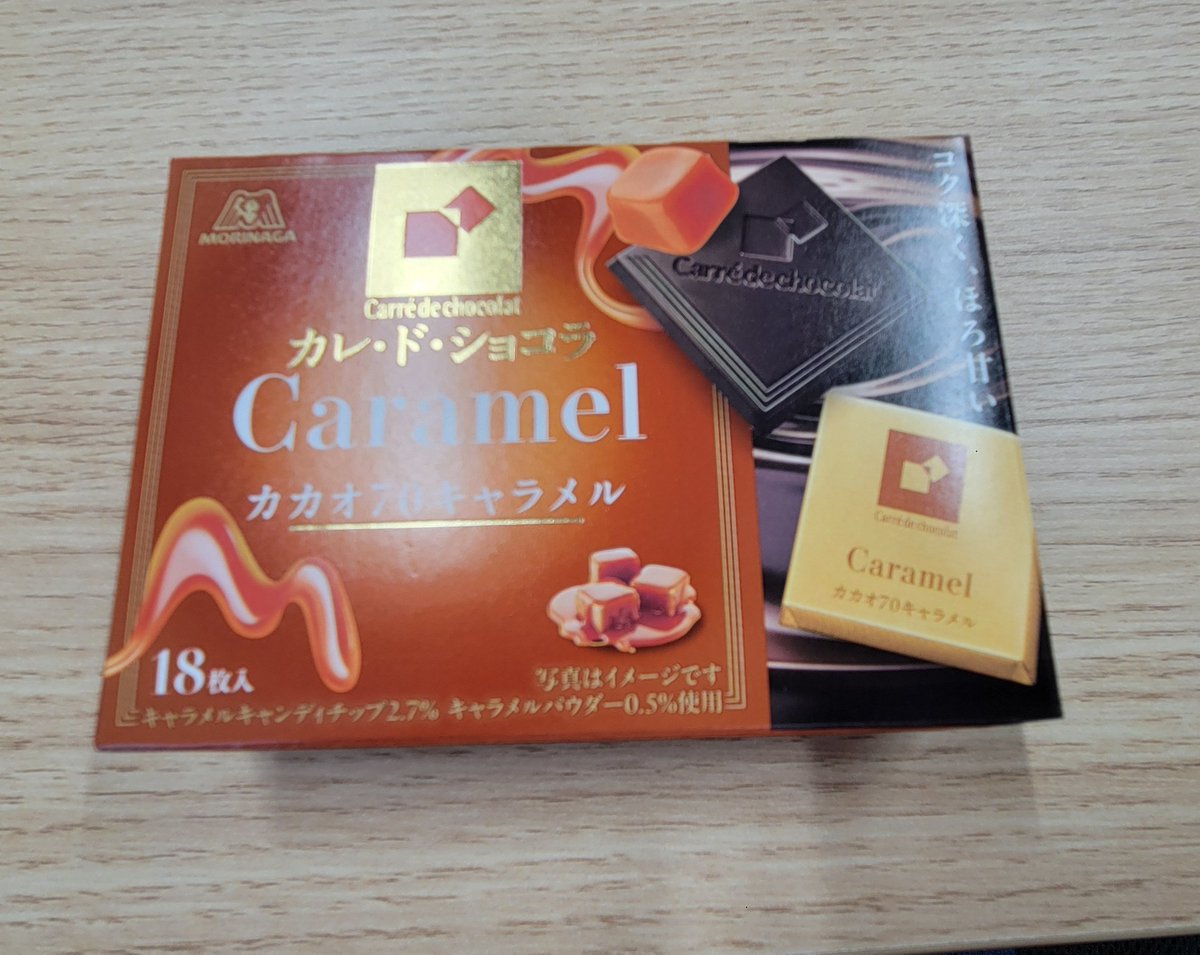 MORINAGA
Carré de chocolat
カレ・ド・ショコラ
Caramel
カカオ70キャラメル
18枚入
写真はイメージです
キャラメルキャンディチップ2.7% キャラメルパウダー0.5%使用
Carré de chocolat
コク深く、ほろ甘い
Carré de chocolat
Caramel
カカオ70キャラメル